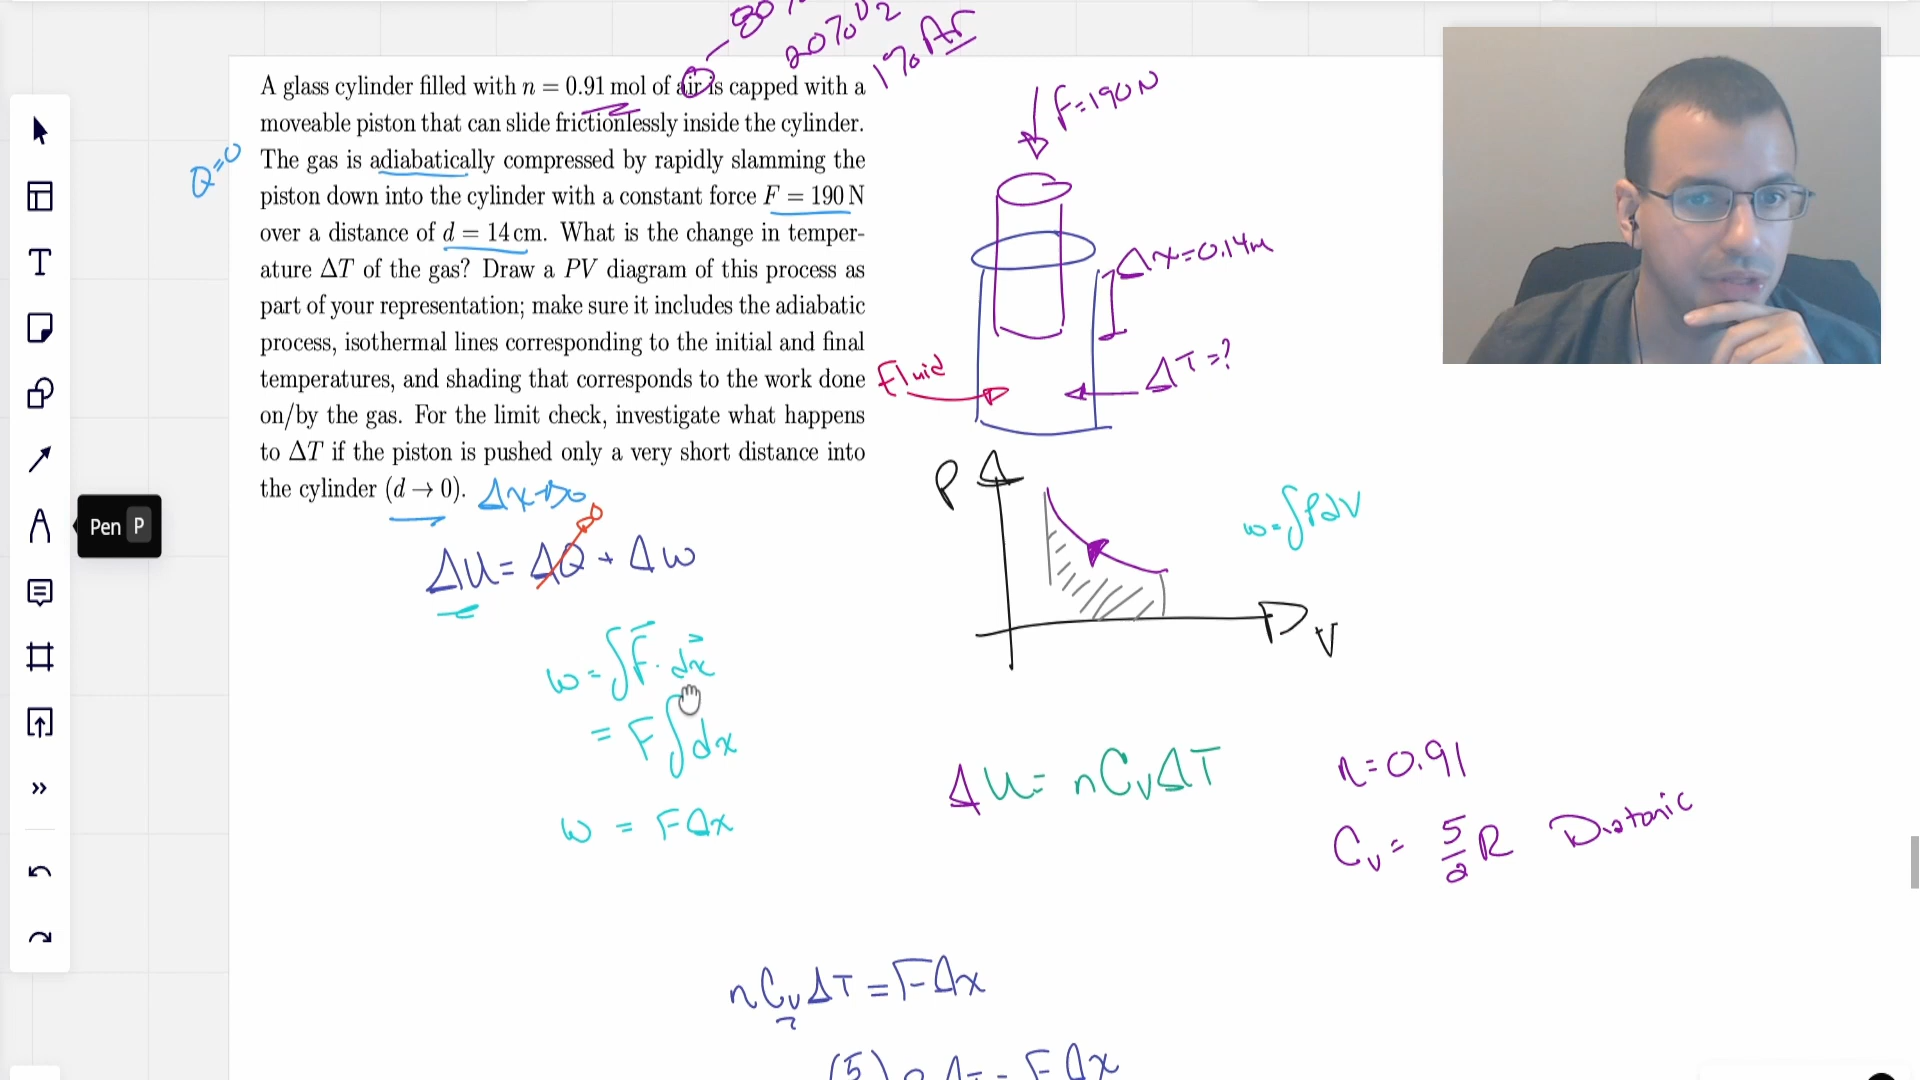 80%
20% O2
1% Ar
A glass cylinder filled with n = 0.91 mol of air is capped with a
moveable piston that can slide frictionlessly inside the cylinder.
The gas is adiabatically compressed by rapidly slamming the
piston down into the cylinder with a constant force F = 190 N
over a distance of d = 14 cm. What is the change in temper-
ature ΔT of the gas? Draw a PV diagram of this process as
part of your representation; make sure it includes the adiabatic
process, isothermal lines corresponding to the initial and final
temperatures, and shading that corresponds to the work done
on/by the gas. For the limit check, investigate what happens
to ΔT if the piston is pushed only a very short distance into
the cylinder (d → 0).
Δx→0
Q=0
F=190N
Δx=0.14m
ΔT=?
Fluid
P
V
w=∫PdV
Pen P
ΔU= ΔQ + Δw
0
w=∫F⃗·dx⃗
= F∫dx
w = FΔx
ΔU= nCvΔT
n=0.91
Cv= 5/2 R Diatomic
nCvΔT=FΔx